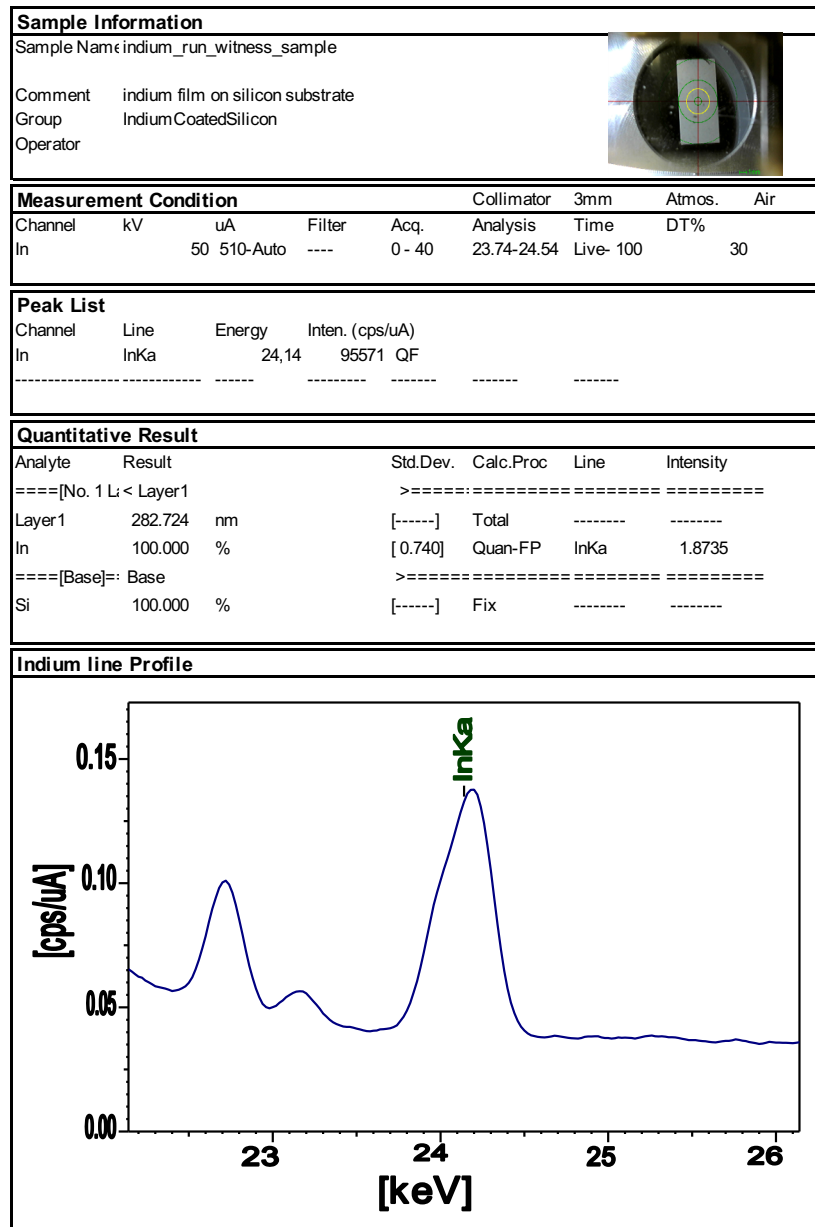 Sample Information
Sample Name indium_run_witness_sample
Comment indium film on silicon substrate
Group IndiumCoatedSilicon
Operator
Measurement Condition Collimator 3mm Atmos. Air
Channel kV uA Filter Acq. Analysis Time DT%
In 50 510-Auto ---- 0 - 40 23.74-24.54 Live- 100 30
Peak List
Channel Line Energy Inten. (cps/uA)
In InKa 24,14 95571 QF
---------------- ------------ ------ --------- ------- ------- -------
Quantitative Result
Analyte Result Std.Dev. Calc.Proc Line Intensity
====[No. 1 La < Layer1 >====== ========= ======== =========
Layer1 282.724 nm [------] Total -------- --------
In 100.000 % [ 0.740] Quan-FP InKa 1.8735
====[Base]=: Base >====== ========= ======== =========
Si 100.000 % [------] Fix -------- --------
Indium line Profile
InKa
[cps/uA]
0.15
0.10
0.05
0.00
23 24 25 26
[keV]